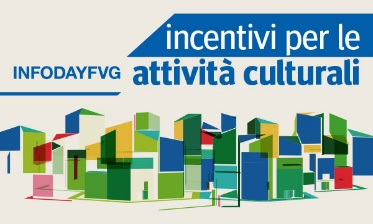 incentivi per le
INFODAYFVG
attività culturali